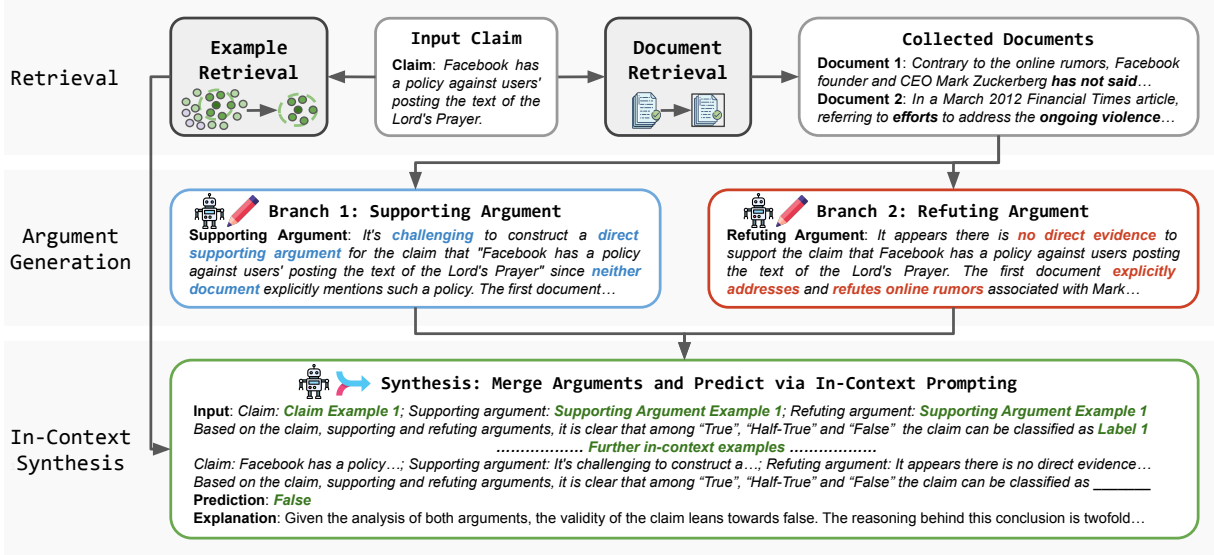 Retrieval
Example
Retrieval
Input Claim
Claim: Facebook has
a policy against users'
posting the text of the
Lord's Prayer.
Document
Retrieval
Collected Documents
Document 1: Contrary to the online rumors, Facebook
founder and CEO Mark Zuckerberg has not said…
Document 2: In a March 2012 Financial Times article,
referring to efforts to address the ongoing violence…
Argument
Generation
Branch 1: Supporting Argument
Supporting Argument: It's challenging to construct a direct
supporting argument for the claim that "Facebook has a policy
against users' posting the text of the Lord's Prayer" since neither
document explicitly mentions such a policy. The first document…
Branch 2: Refuting Argument
Refuting Argument: It appears there is no direct evidence to
support the claim that Facebook has a policy against users posting
the text of the Lord's Prayer. The first document explicitly
addresses and refutes online rumors associated with Mark…
In-Context
Synthesis
Synthesis: Merge Arguments and Predict via In-Context Prompting
Input: Claim: Claim Example 1; Supporting argument: Supporting Argument Example 1; Refuting argument: Supporting Argument Example 1
Based on the claim, supporting and refuting arguments, it is clear that among “True”, “Half-True” and “False” the claim can be classified as Label 1
……………… Further in-context examples ………………
Claim: Facebook has a policy…; Supporting argument: It's challenging to construct a…; Refuting argument: It appears there is no direct evidence…
Based on the claim, supporting and refuting arguments, it is clear that among “True”, “Half-True” and “False” the claim can be classified as _______
Prediction: False
Explanation: Given the analysis of both arguments, the validity of the claim leans towards false. The reasoning behind this conclusion is twofold…